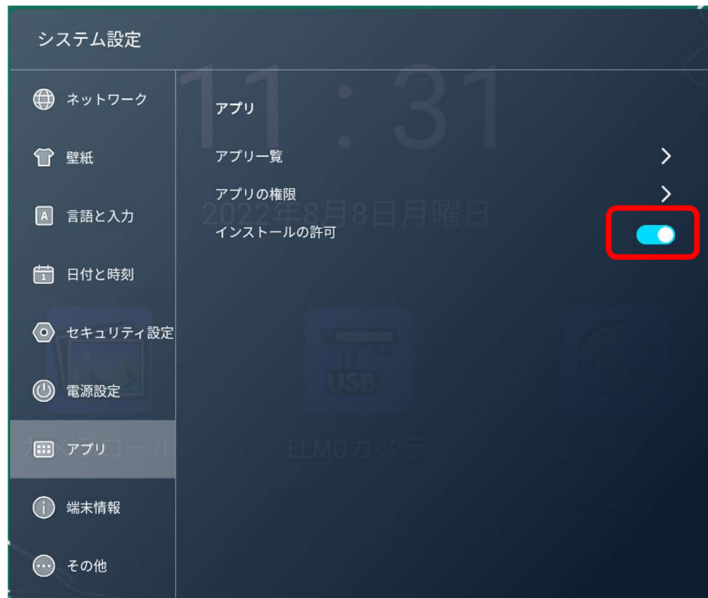 システム設定
ネットワーク
壁紙
言語と入力
日付と時刻
セキュリティ設定
電源設定
アプリ
端末情報
その他
アプリ
アプリ一覧
アプリの権限
インストールの許可
11:31
2022年8月8日月曜日
USB
ELMOカメラ